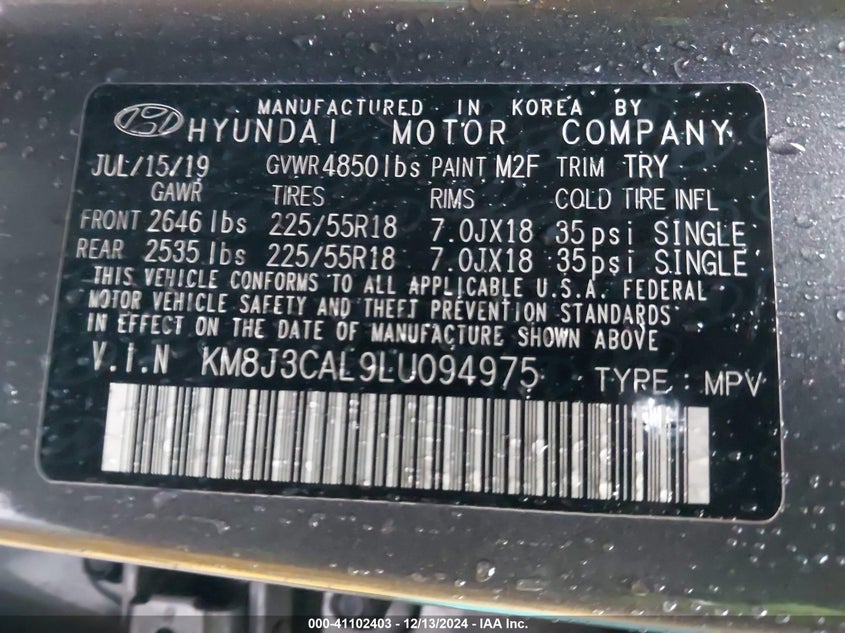 MANUFACTURED IN KOREA BY
HYUNDAI MOTOR COMPANY
JUL/15/19 GVWR 4850lbs PAINT M2F TRIM TRY
GAWR TIRES RIMS COLD TIRE INFL
FRONT 2646 lbs 225/55R18 7.0JX18 35psi SINGLE
REAR 2535 lbs 225/55R18 7.0JX18 35psi SINGLE
THIS VEHICLE CONFORMS TO ALL APPLICABLE U.S.A. FEDERAL
MOTOR VEHICLE SAFETY AND THEFT PREVENTION STANDARDS
IN EFFECT ON THE DATE OF MANUFACTURE SHOWN ABOVE
V.I.N KM8J3CAL9LU094975 TYPE: MPV
000-41102403 - 12/13/2024 - IAA Inc.